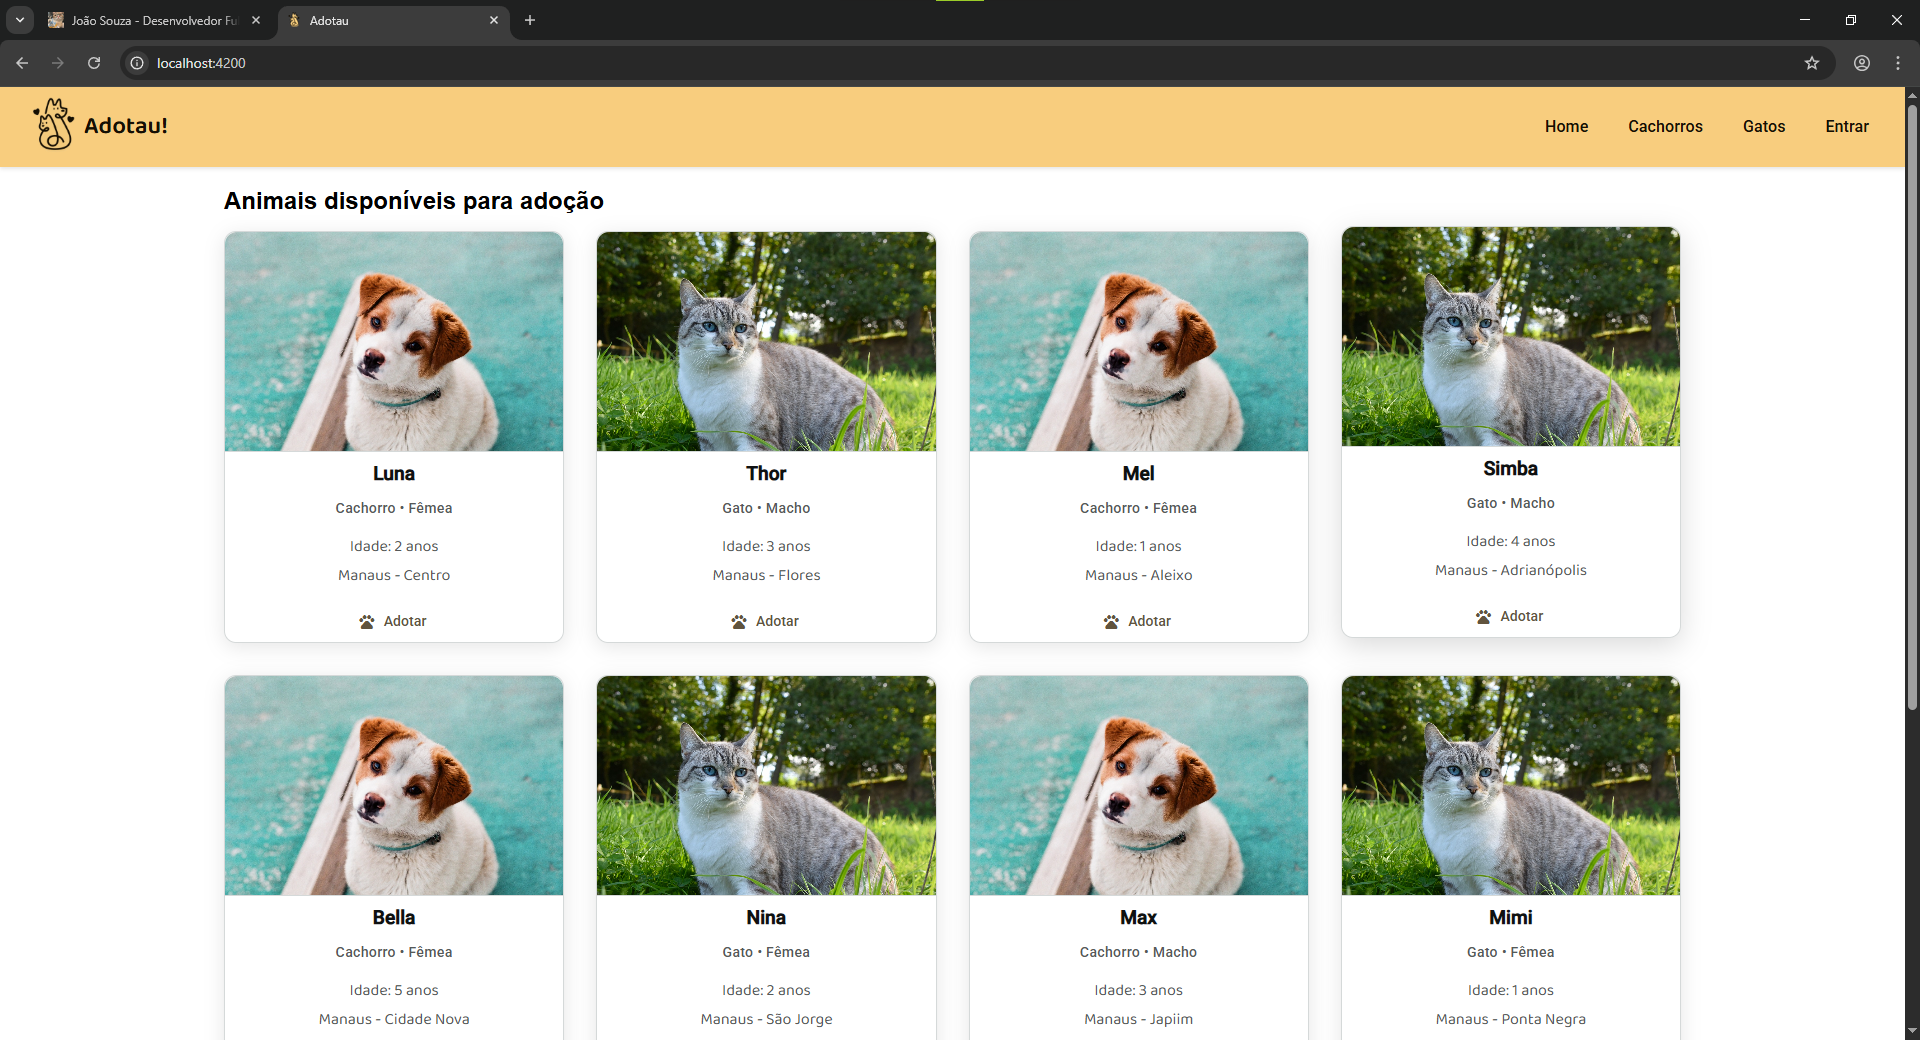 João Souza - Desenvolvedor Fu
Adotau
localhost:4200
Adotau!
Home
Cachorros
Gatos
Entrar
Animais disponíveis para adoção
Luna
Cachorro • Fêmea
Idade: 2 anos
Manaus - Centro
Adotar
Thor
Gato • Macho
Idade: 3 anos
Manaus - Flores
Adotar
Mel
Cachorro • Fêmea
Idade: 1 anos
Manaus - Aleixo
Adotar
Simba
Gato • Macho
Idade: 4 anos
Manaus - Adrianópolis
Adotar
Bella
Cachorro • Fêmea
Idade: 5 anos
Manaus - Cidade Nova
Nina
Gato • Fêmea
Idade: 2 anos
Manaus - São Jorge
Max
Cachorro • Macho
Idade: 3 anos
Manaus - Japiim
Mimi
Gato • Fêmea
Idade: 1 anos
Manaus - Ponta Negra